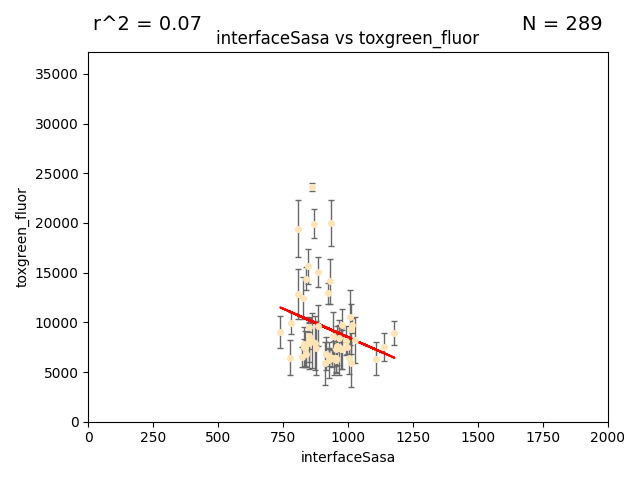 r^2 = 0.07
N = 289
interfaceSasa vs toxgreen_fluor
toxgreen_fluor
35000
30000
25000
20000
15000
10000
5000
0
0 250 500 750 1000 1250 1500 1750 2000
interfaceSasa